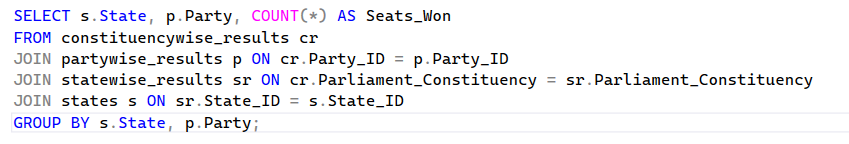 SELECT s.State, p.Party, COUNT(*) AS Seats_Won
FROM constituencywise_results cr
JOIN partywise_results p ON cr.Party_ID = p.Party_ID
JOIN statewise_results sr ON cr.Parliament_Constituency = sr.Parliament_Constituency
JOIN states s ON sr.State_ID = s.State_ID
GROUP BY s.State, p.Party;